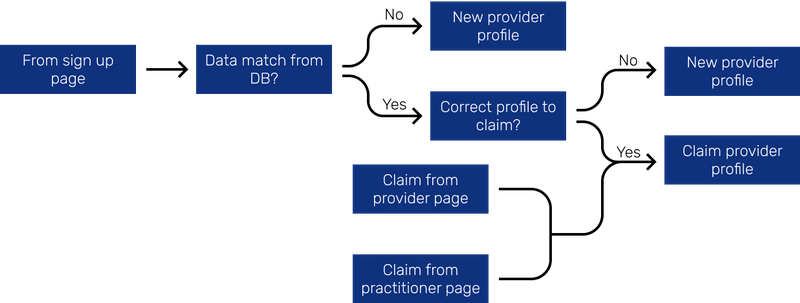 From sign up
page
Data match from
DB?
No
New provider
profile
Yes
Correct profile to
claim?
No
New provider
profile
Yes
Claim provider
profile
Claim from
provider page
Claim from
practitioner page